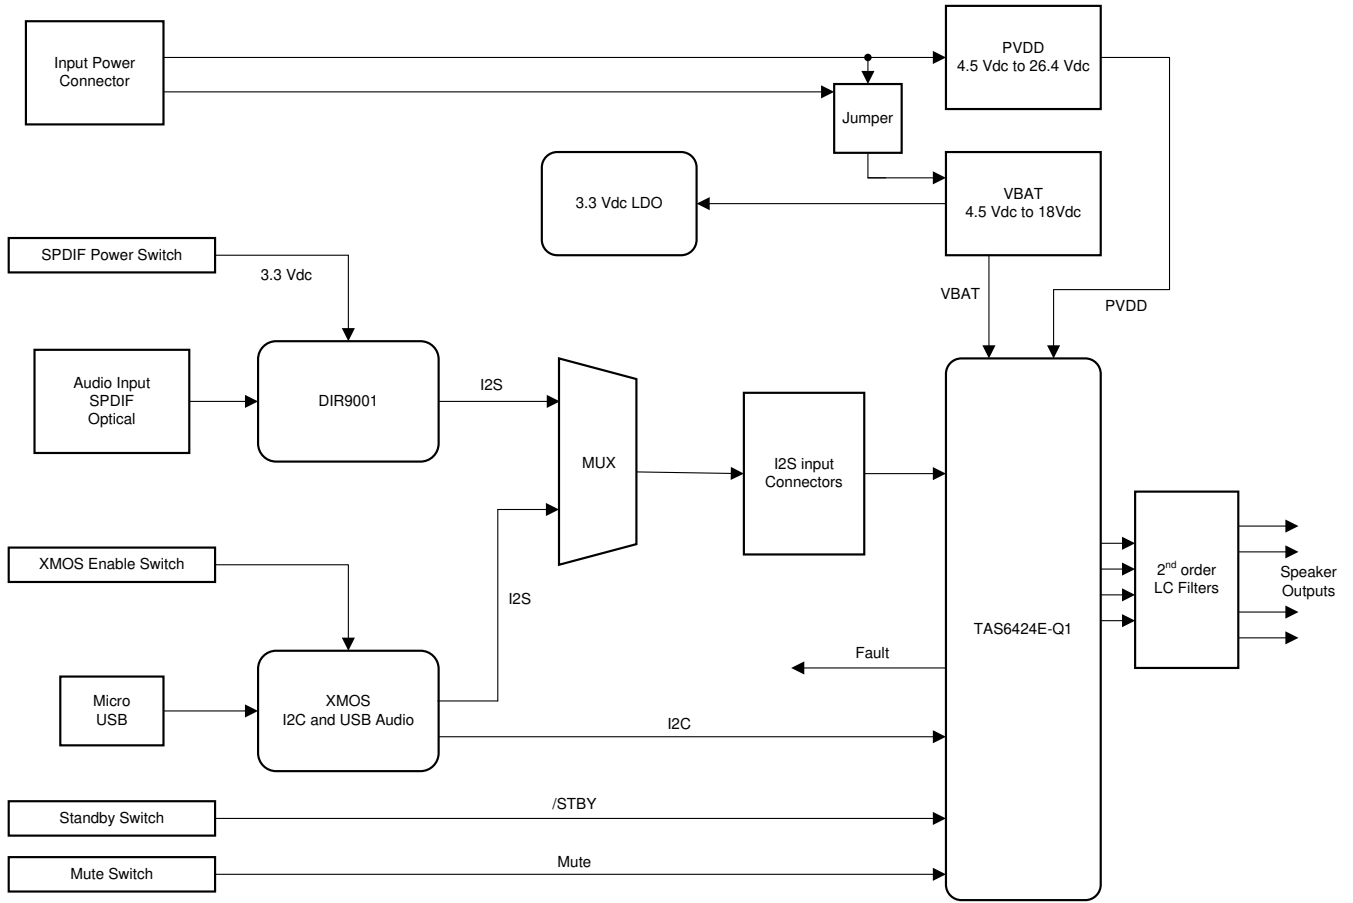 Input Power
Connector
PVDD
4.5 Vdc to 26.4 Vdc
Jumper
3.3 Vdc LDO
VBAT
4.5 Vdc to 18Vdc
SPDIF Power Switch
3.3 Vdc
VBAT
PVDD
Audio Input
SPDIF
Optical
DIR9001
I2S
MUX
I2S input
Connectors
XMOS Enable Switch
I2S
2nd order
LC Filters
Speaker
Outputs
TAS6424E-Q1
Fault
Micro
USB
XMOS
I2C and USB Audio
I2C
Standby Switch
/STBY
Mute Switch
Mute